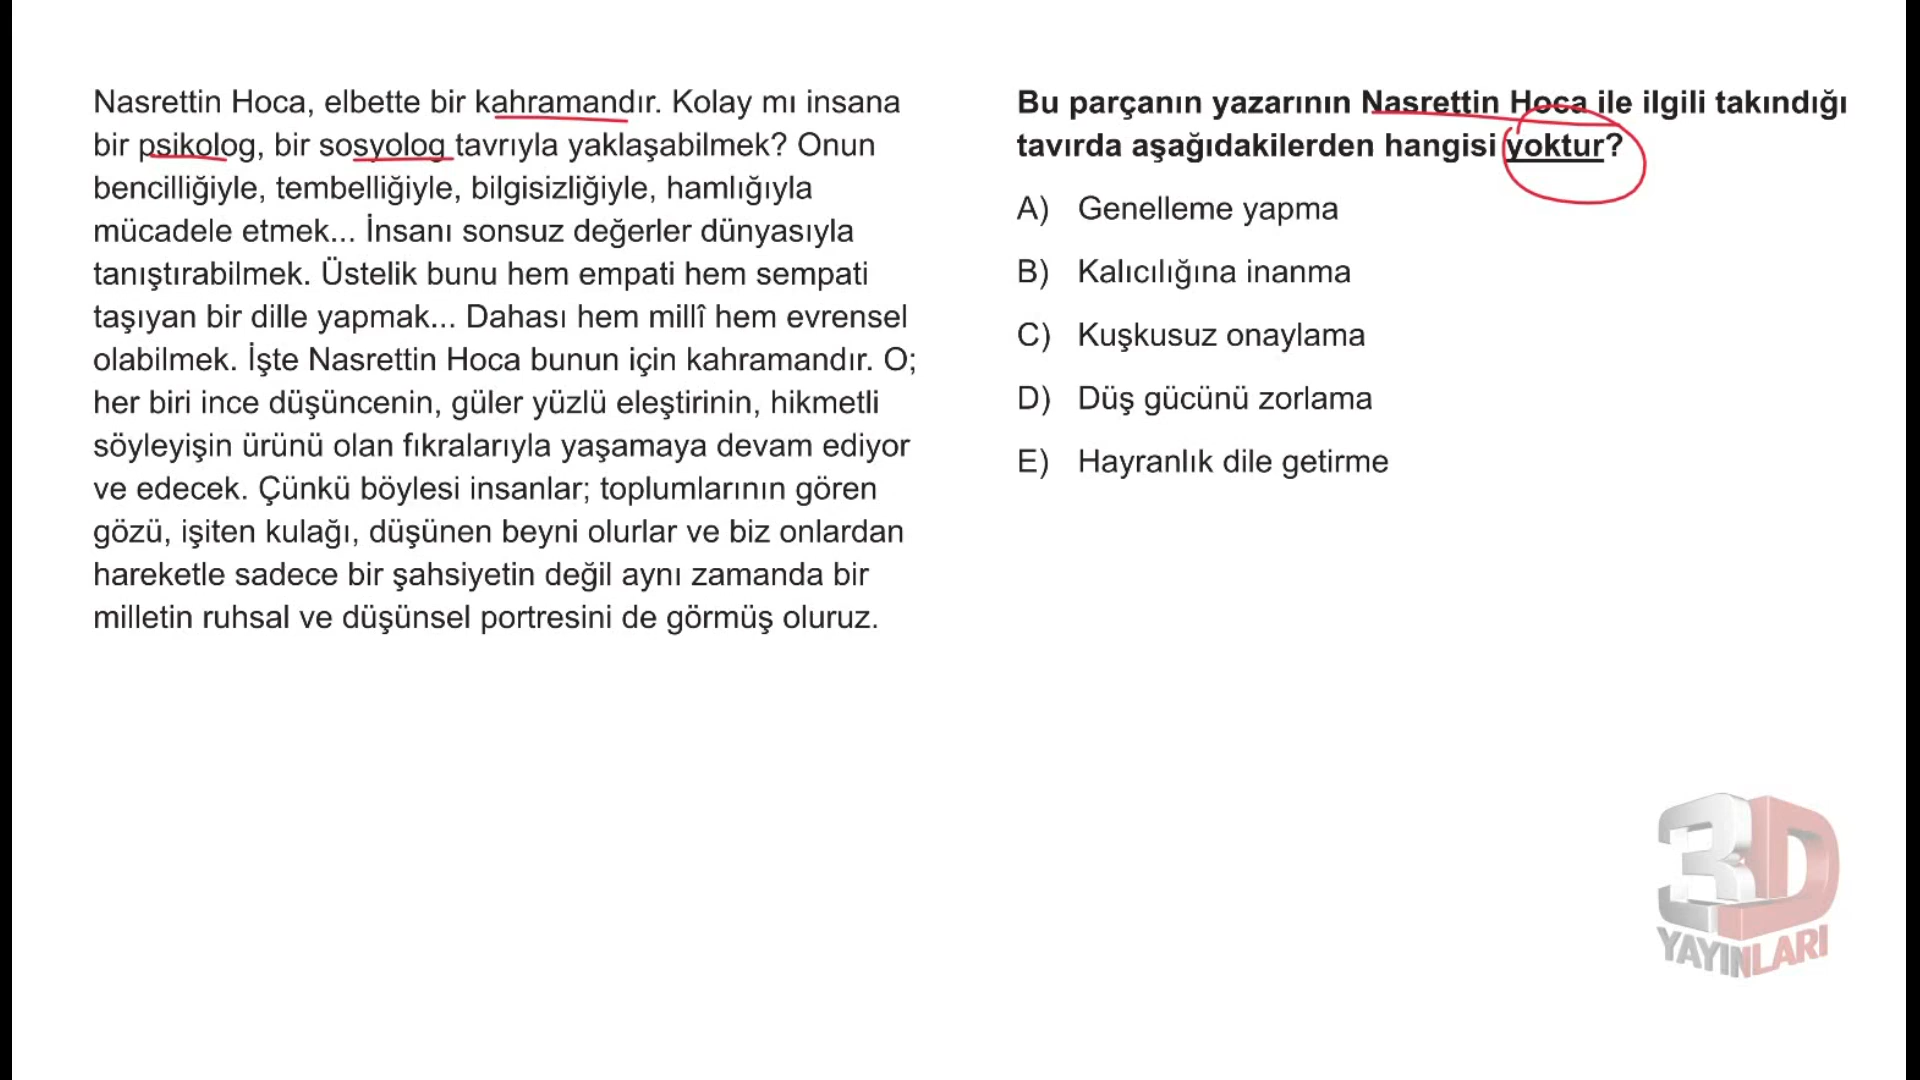 Nasrettin Hoca, elbette bir kahramandır. Kolay mı insana
bir psikolog, bir sosyolog tavrıyla yaklaşabilmek? Onun
bencilliğiyle, tembelliğiyle, bilgisizliğiyle, hamlığıyla
mücadele etmek... İnsanı sonsuz değerler dünyasıyla
tanıştırabilmek. Üstelik bunu hem empati hem sempati
taşıyan bir dille yapmak... Dahası hem millî hem evrensel
olabilmek. İşte Nasrettin Hoca bunun için kahramandır. O;
her biri ince düşüncenin, güler yüzlü eleştirinin, hikmetli
söyleyişin ürünü olan fıkralarıyla yaşamaya devam ediyor
ve edecek. Çünkü böylesi insanlar; toplumlarının gören
gözü, işiten kulağı, düşünen beyni olurlar ve biz onlardan
hareketle sadece bir şahsiyetin değil aynı zamanda bir
milletin ruhsal ve düşünsel portresini de görmüş oluruz.
Bu parçanın yazarının Nasrettin Hoca ile ilgili takındığı
tavırda aşağıdakilerden hangisi yoktur?
A) Genelleme yapma
B) Kalıcılığına inanma
C) Kuşkusuz onaylama
D) Düş gücünü zorlama
E) Hayranlık dile getirme
3D
YAYINLARI